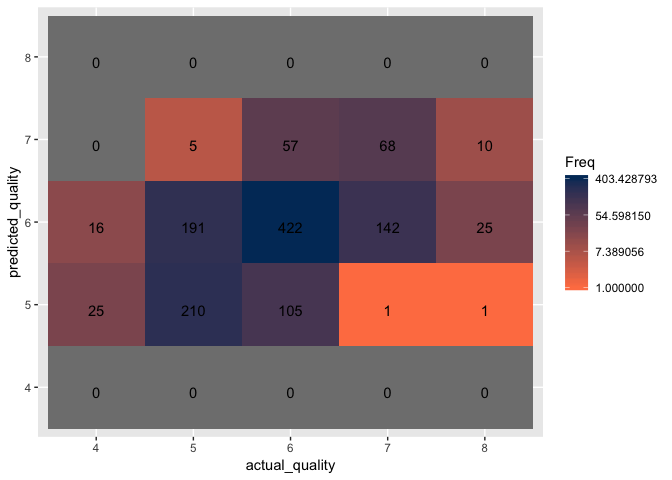 8 0 0 0 0 0
7 0 5 57 68 10
6 16 191 422 142 25
5 25 210 105 1 1
4 0 0 0 0 0
4 5 6 7 8
actual_quality
predicted_quality
Freq
403.428793
54.598150
7.389056
1.000000